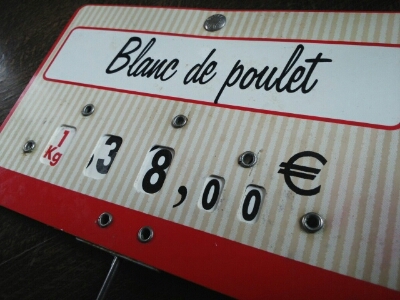 Blanc de poulet
1 Kg 38,00 €